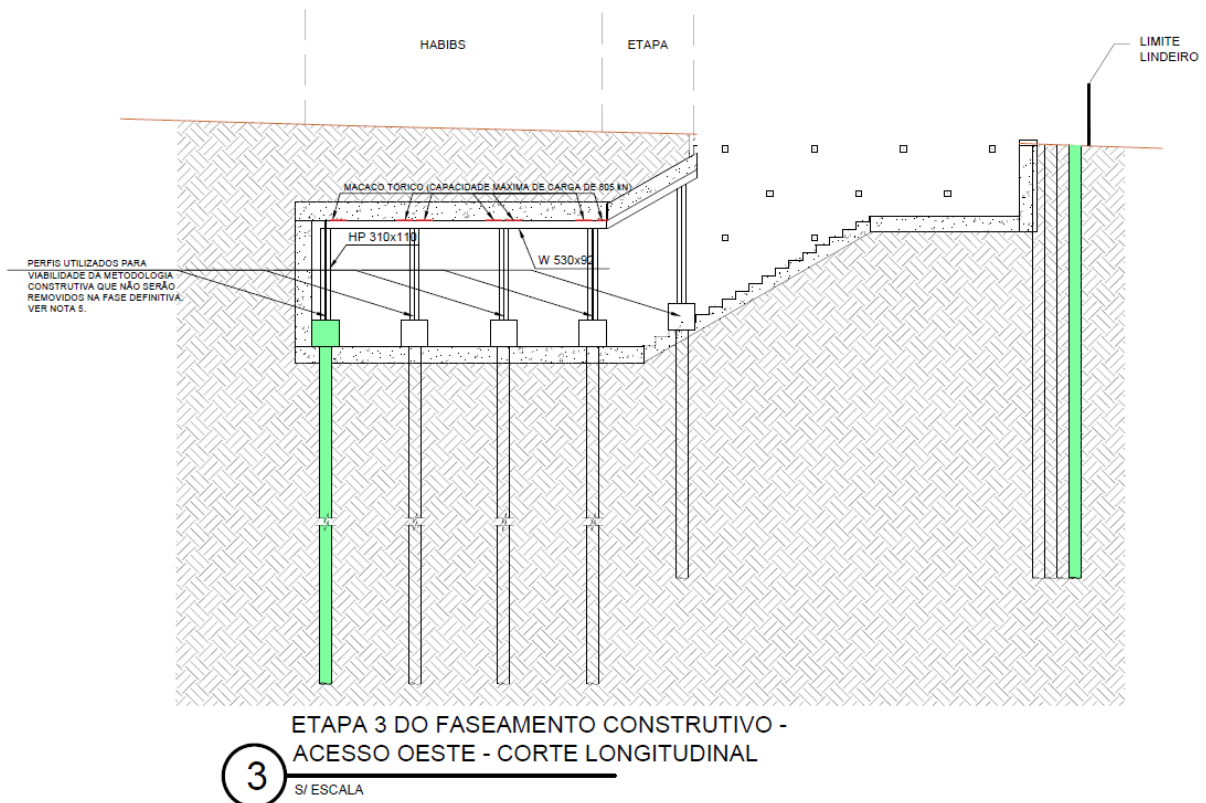 HABIBS
ETAPA
LIMITE
LINDEIRO
MACACO TÓRICO (CAPACIDADE MÁXIMA DE CARGA DE 805 kN)
HP 310x110
W 530x92
PERFIS UTILIZADOS PARA
VIABILIDADE DA METODOLOGIA
CONSTRUTIVA QUE NÃO SERÃO
REMOVIDOS NA FASE DEFINITIVA.
VER NOTA 5.
3
ETAPA 3 DO FASEAMENTO CONSTRUTIVO -
ACESSO OESTE - CORTE LONGITUDINAL
S/ ESCALA